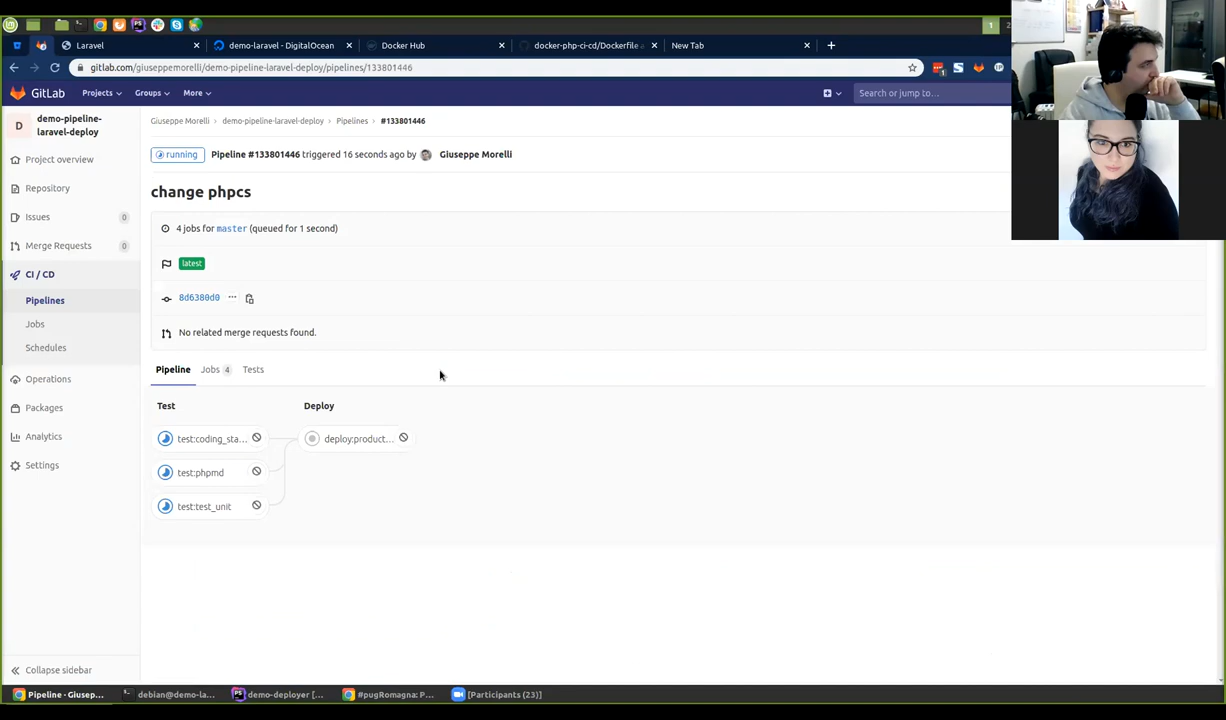 Laravel
demo-laravel - DigitalOcean
Docker Hub
docker-php-ci-cd/Dockerfile a
New Tab
1
gitlab.com/giuseppemorelli/demo-pipeline-laravel-deploy/pipelines/133801446
GitLab
Projects
Groups
More
Search or jump to…
D
demo-pipeline-
laravel-deploy
Project overview
Repository
Issues 0
Merge Requests 0
CI / CD
Pipelines
Jobs
Schedules
Operations
Packages
Analytics
Settings
Collapse sidebar
Giuseppe Morelli > demo-pipeline-laravel-deploy > Pipelines > #133801446
running Pipeline #133801446 triggered 16 seconds ago by Giuseppe Morelli
change phpcs
4 jobs for master (queued for 1 second)
latest
8d6380d0 ...
No related merge requests found.
Pipeline Jobs 4 Tests
Test Deploy
test:coding_sta... deploy:product...
test:phpmd
test:test_unit
Pipeline · Giusep... debian@demo-la... demo-deployer [... #pugRomagna: P... [Participants (23)]